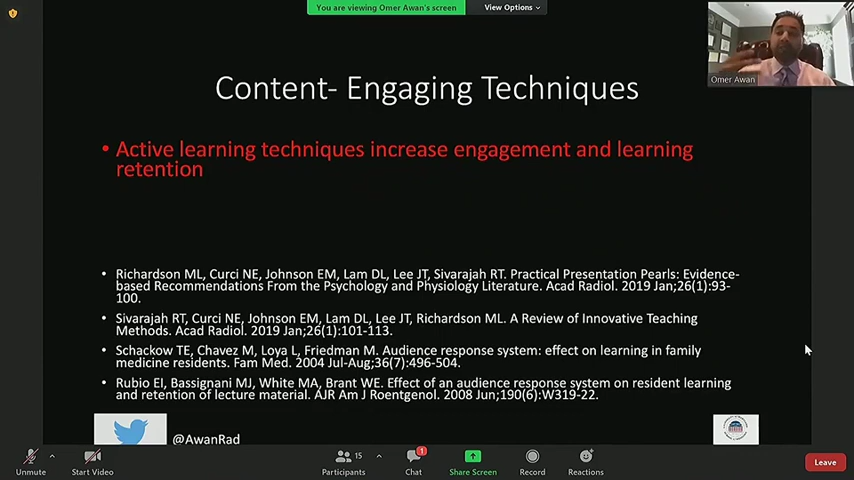 You are viewing Omer Awan's screen
View Options
Omer Awan
Content- Engaging Techniques
• Active learning techniques increase engagement and learning
retention
• Richardson ML, Curci NE, Johnson EM, Lam DL, Lee JT, Sivarajah RT. Practical Presentation Pearls: Evidence-
based Recommendations From the Psychology and Physiology Literature. Acad Radiol. 2019 Jan;26(1):93-
100.
• Sivarajah RT, Curci NE, Johnson EM, Lam DL, Lee JT, Richardson ML. A Review of Innovative Teaching
Methods. Acad Radiol. 2019 Jan;26(1):101-113.
• Schackow TE, Chavez M, Loya L, Friedman M. Audience response system: effect on learning in family
medicine residents. Fam Med. 2004 Jul-Aug;36(7):496-504.
• Rubio EI, Bassignani MJ, White MA, Brant WE. Effect of an audience response system on resident learning
and retention of lecture material. AJR Am J Roentgenol. 2008 Jun;190(6):W319-22.
@AwanRad
Unmute
Start Video
15
Participants
1
Chat
Share Screen
Record
Reactions
Leave